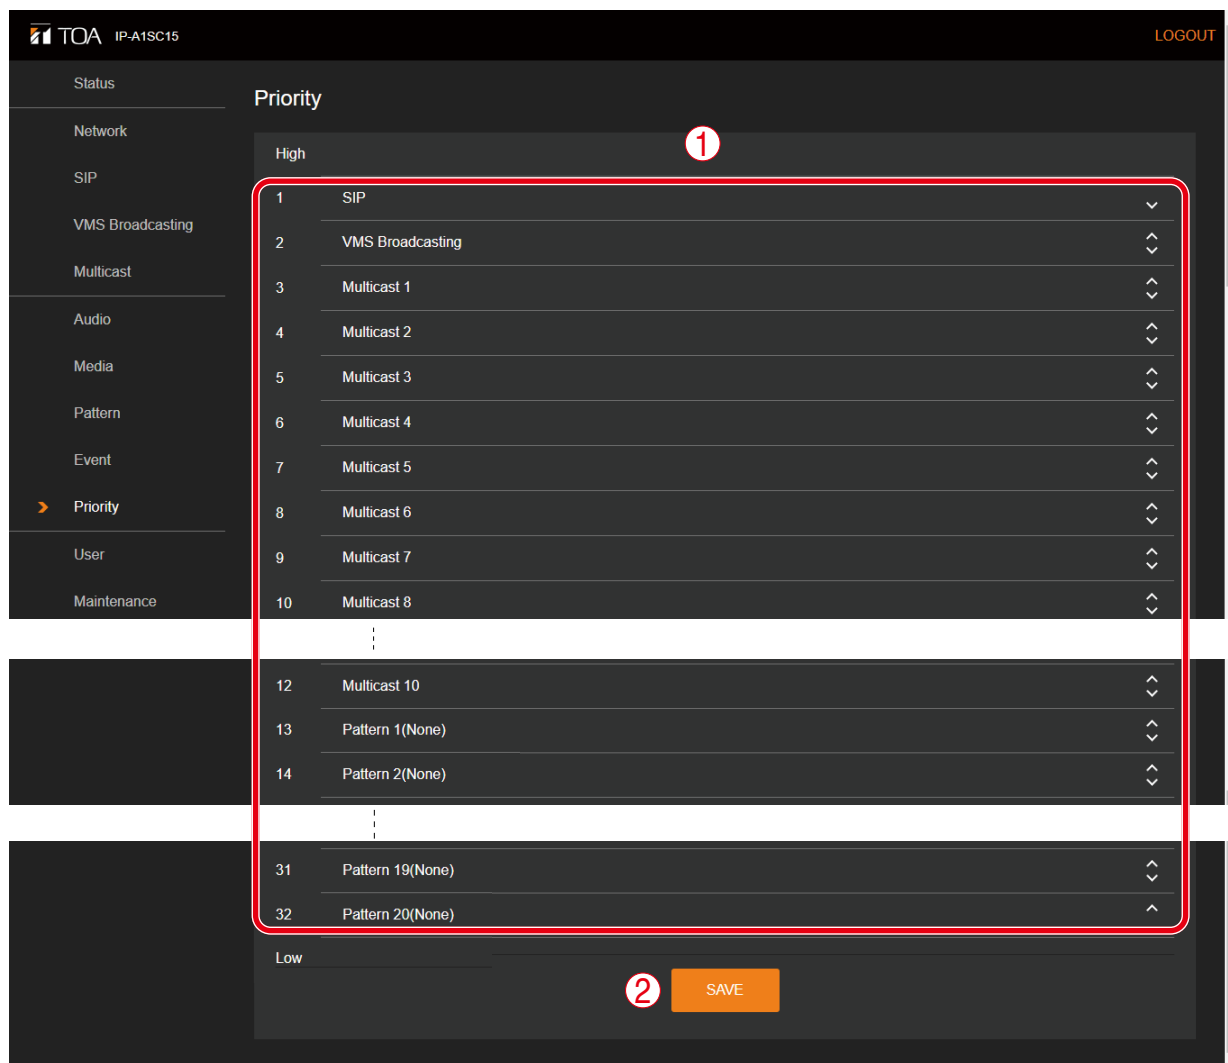 TOA IP-A1SC15 LOGOUT
Status
Network
SIP
VMS Broadcasting
Multicast
Audio
Media
Pattern
Event
Priority
User
Maintenance
Priority
1
High
1 SIP
2 VMS Broadcasting
3 Multicast 1
4 Multicast 2
5 Multicast 3
6 Multicast 4
7 Multicast 5
8 Multicast 6
9 Multicast 7
10 Multicast 8
12 Multicast 10
13 Pattern 1(None)
14 Pattern 2(None)
31 Pattern 19(None)
32 Pattern 20(None)
Low
2 SAVE